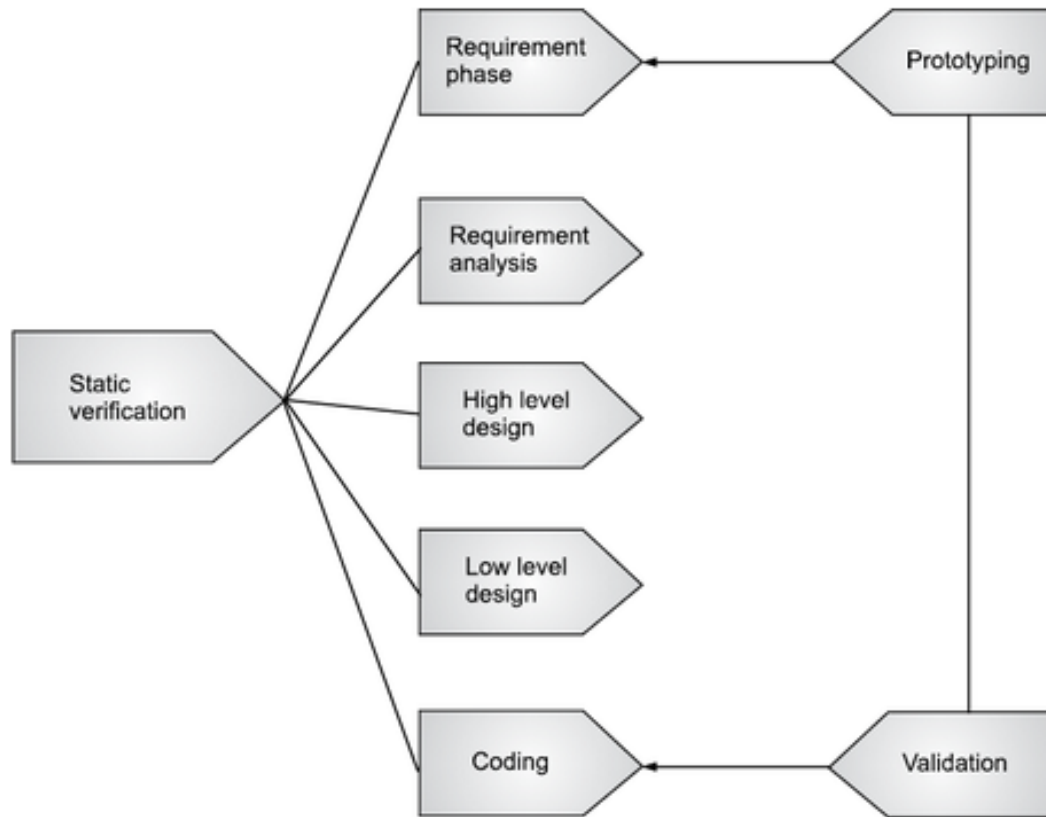 Requirement
phase
Prototyping
Requirement
analysis
Static
verification
High level
design
Low level
design
Coding
Validation